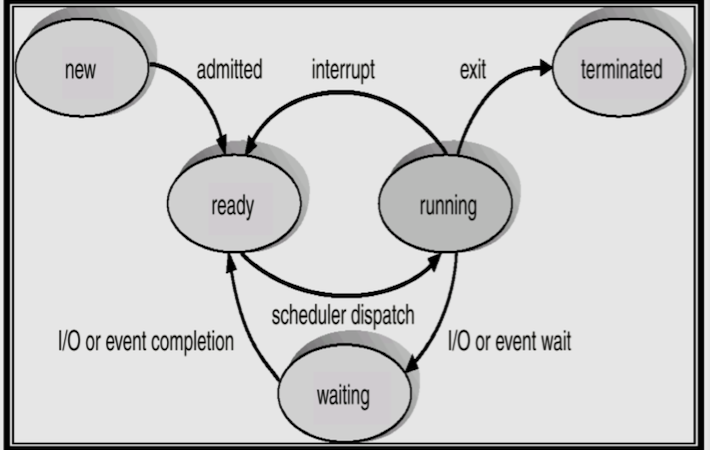 new
admitted
interrupt
exit
terminated
ready
running
scheduler dispatch
I/O or event completion
I/O or event wait
waiting